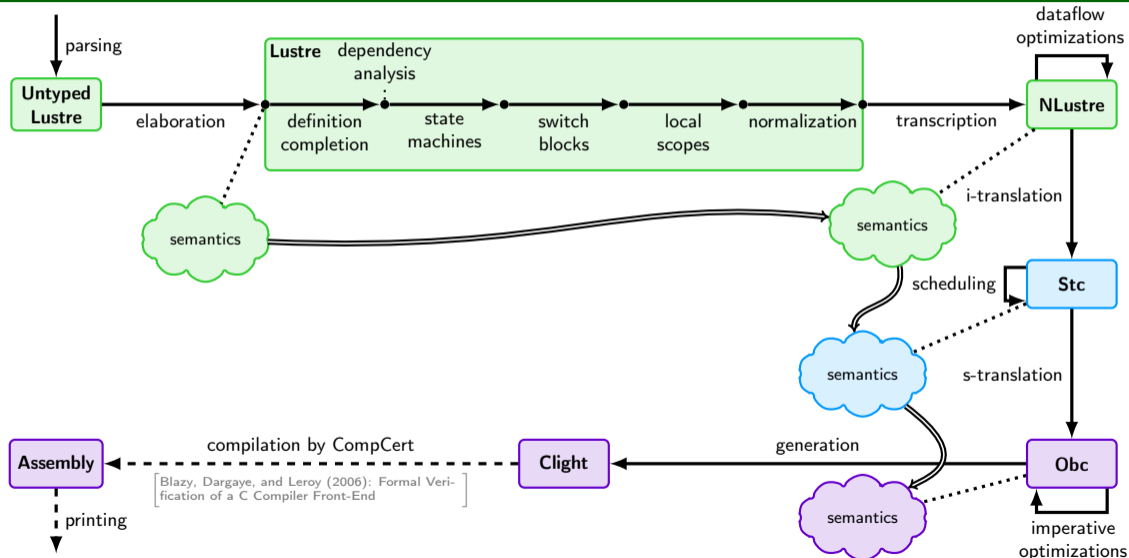 parsing
Untyped
Lustre
elaboration
Lustre
dependency
analysis
definition
completion
state
machines
switch
blocks
local
scopes
normalization
transcription
dataflow
optimizations
NLustre
semantics
semantics
i-translation
scheduling
Stc
semantics
s-translation
Assembly
compilation by CompCert
Blazy, Dargaye, and Leroy (2006): Formal Veri-
fication of a C Compiler Front-End
Clight
generation
Obc
printing
semantics
imperative
optimizations